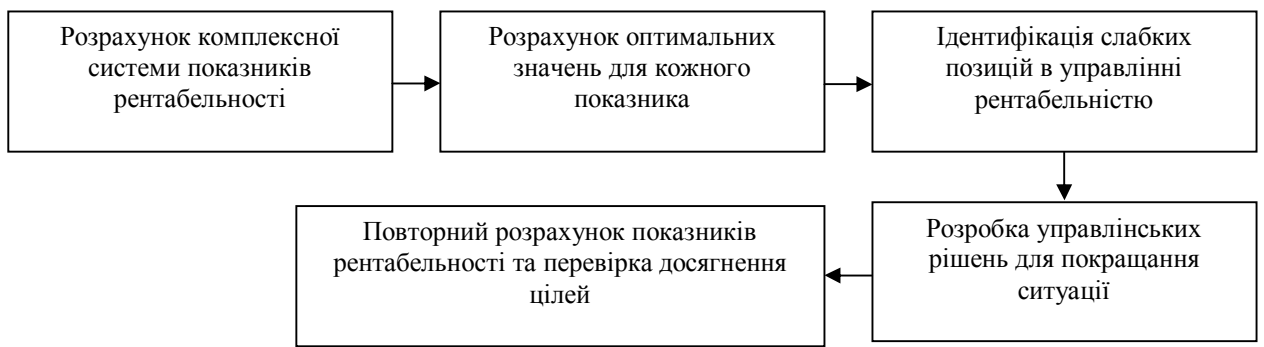 Розрахунок комплексної
системи показників
рентабельності
Розрахунок оптимальних
значень для кожного
показника
Ідентифікація слабких
позицій в управлінні
рентабельністю
Розробка управлінських
рішень для покращання
ситуації
Повторний розрахунок показників
рентабельності та перевірка досягнення
цілей